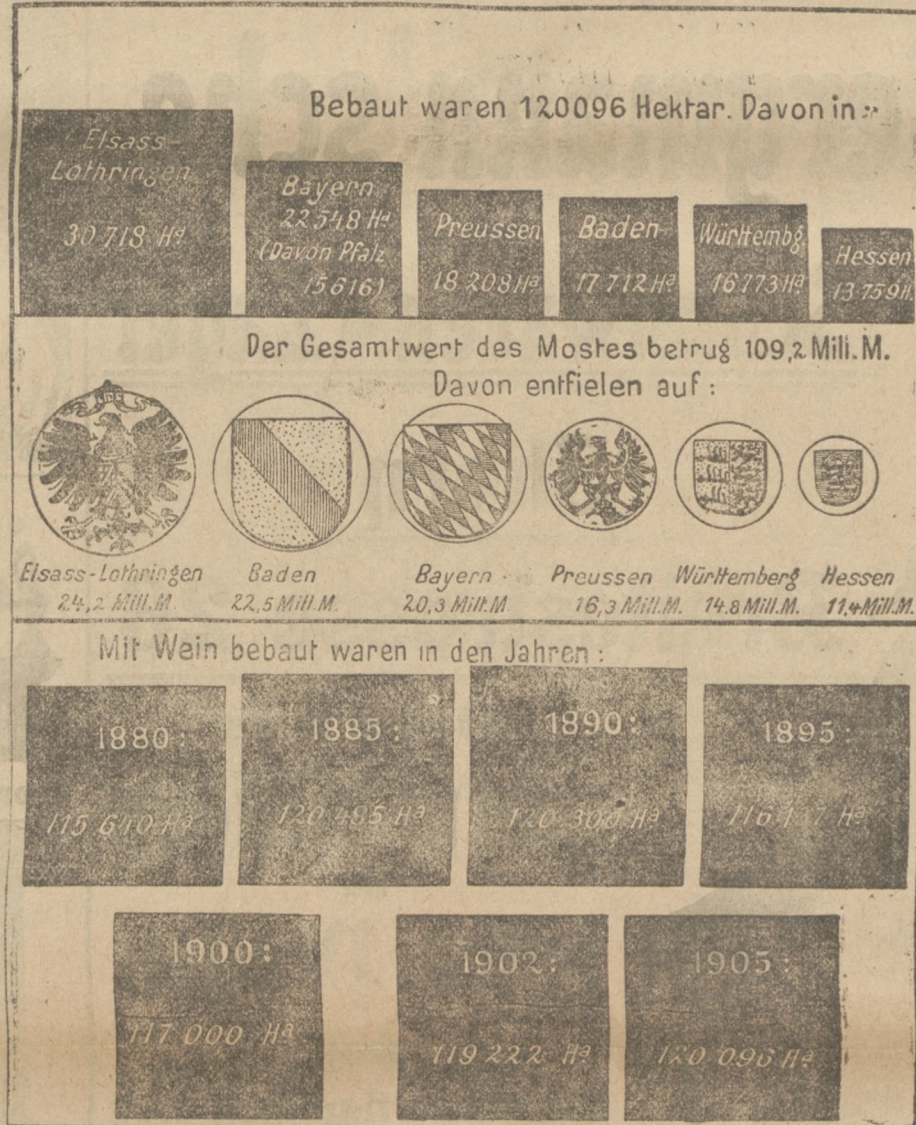 Bebaut waren 120096 Hektar. Davon in :
Elsass-
Lothringen
30 718 Ha
Bayern
22 548 Ha
(Davon Pfalz
15616)
Preussen
18 208 Ha
Baden
17 712 Ha
Württembg.
16 773 Ha
Hessen
13 759 H
Der Gesamtwert des Mostes betrug 109,2 Mill. M.
Davon entfielen auf :
Elsass-Lothringen
24,2 Mill. M.
Baden
22,5 Mill. M.
Bayern
20,3 Mill. M
Preussen
16,3 Mill. M.
Württemberg
14.8 Mill. M.
Hessen
11,4 Mill. M.
Mit Wein bebaut waren in den Jahren :
1880 :
115 640 Ha
1885 :
120 485 Ha
1890 :
120 300 Ha
1895 :
Ha
1900 :
117 000 Ha
1902 :
119 222 Ha
1905 :
120 096 Ha